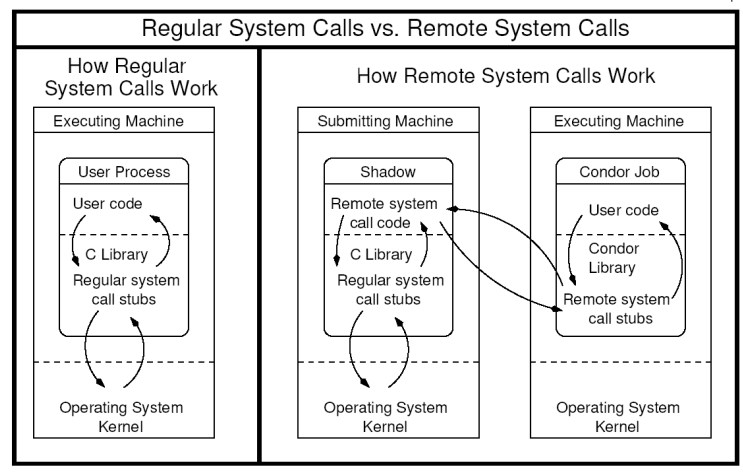 Regular System Calls vs. Remote System Calls
How Regular
System Calls Work
Executing Machine
User Process
User code
C Library
Regular system
call stubs
Operating System
Kernel
How Remote System Calls Work
Submitting Machine
Shadow
Remote system
call code
C Library
Regular system
call stubs
Operating System
Kernel
Executing Machine
Condor Job
User code
Condor
Library
Remote system
call stubs
Operating System
Kernel